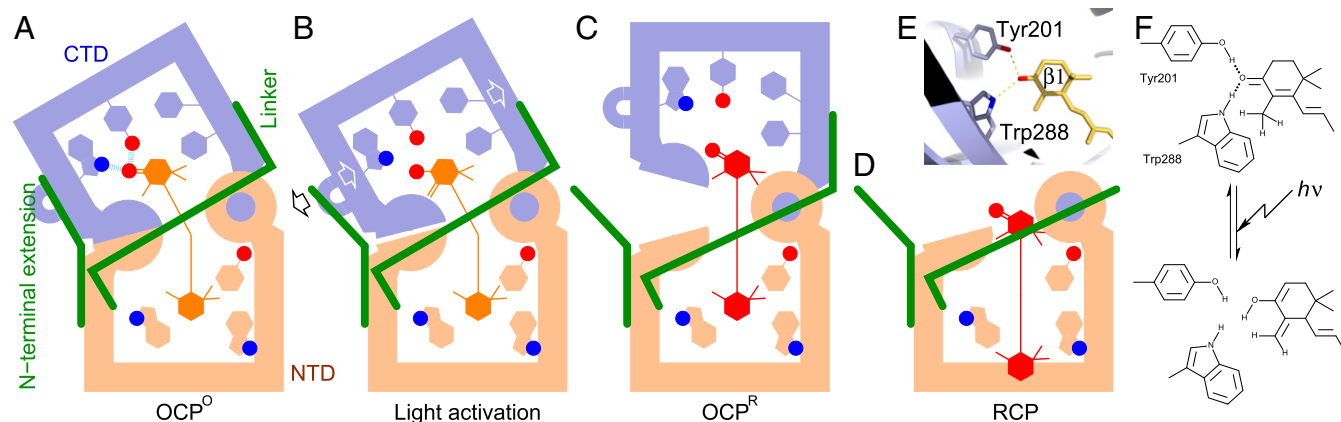 A
CTD
Linker
N-terminal extension
NTD
OCP^O
B
Light activation
C
OCP^R
D
RCP
E
Tyr201
β1
Trp288
F
O
H
O
Tyr201
H
N
H
H
H
Trp288
hν
O
H
H
O
H
N
H
H